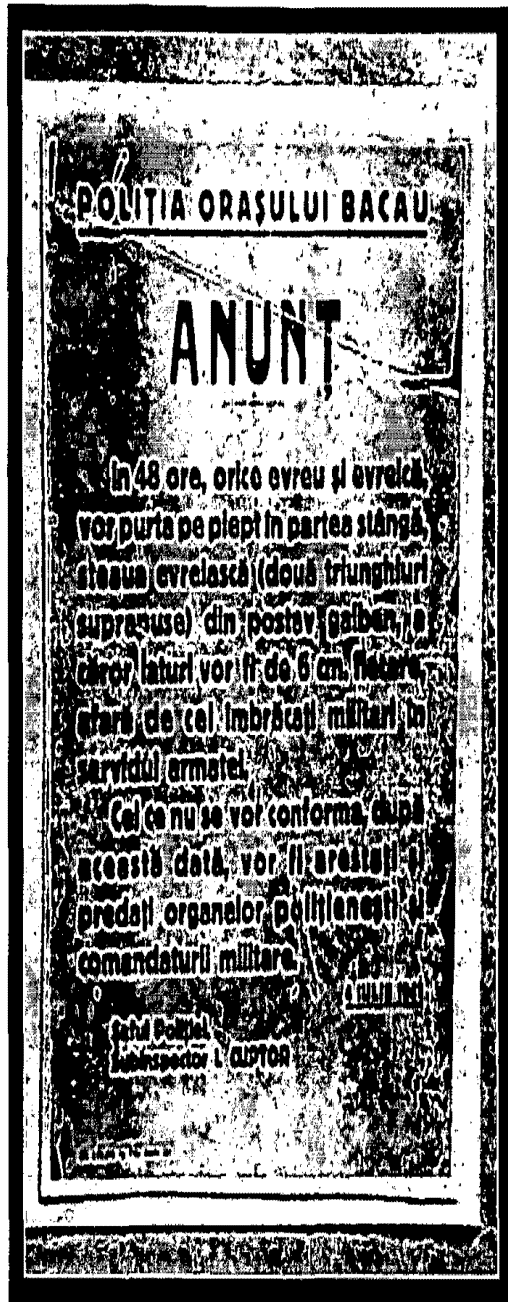 POLIȚIA ORAȘULUI BACAU
ANUNȚ
In 48 ore, orice evreu și evreică,
vor purta pe piept în partea stângă,
steaua evreiască (două triunghiuri
suprapuse) din postav galben, a
căror laturi vor fi de 6 cm. fiecare,
afară de cei îmbrăcați militari în
serviciul armatei.
Cei ce nu se vor conforma, după
această dată, vor fi arestați și
predați organelor polițienești și
comandaturii militare.
4 IULIE 1941
Șeful Poliției,
Subinspector I. CUPTOR